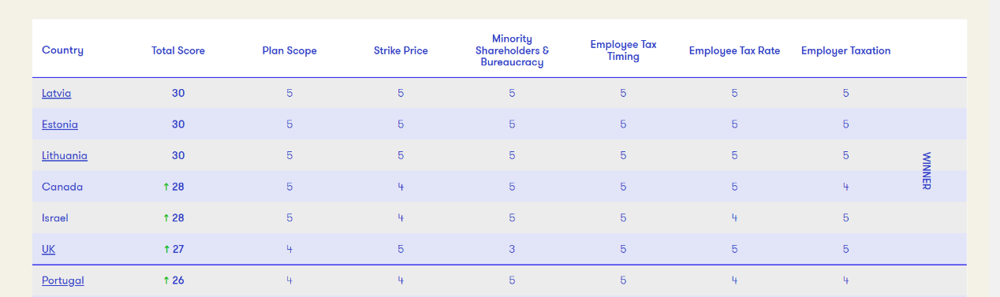 Country Total Score Plan Scope Strike Price Minority Shareholders & Bureaucracy Employee Tax Timing Employee Tax Rate Employer Taxation
Latvia 30 5 5 5 5 5 5
Estonia 30 5 5 5 5 5 5
Lithuania 30 5 5 5 5 5 5
WINNER
Canada ↑ 28 5 4 5 5 5 4
Israel ↑ 28 5 4 5 5 4 5
UK ↑ 27 4 5 3 5 5 5
Portugal ↑ 26 4 4 5 5 4 4